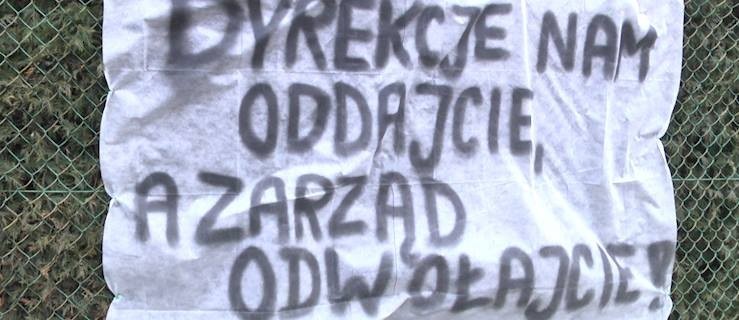 DYREKCJE NAM
ODDAJCIE,
A ZARZĄD
ODWOŁAJCIE!